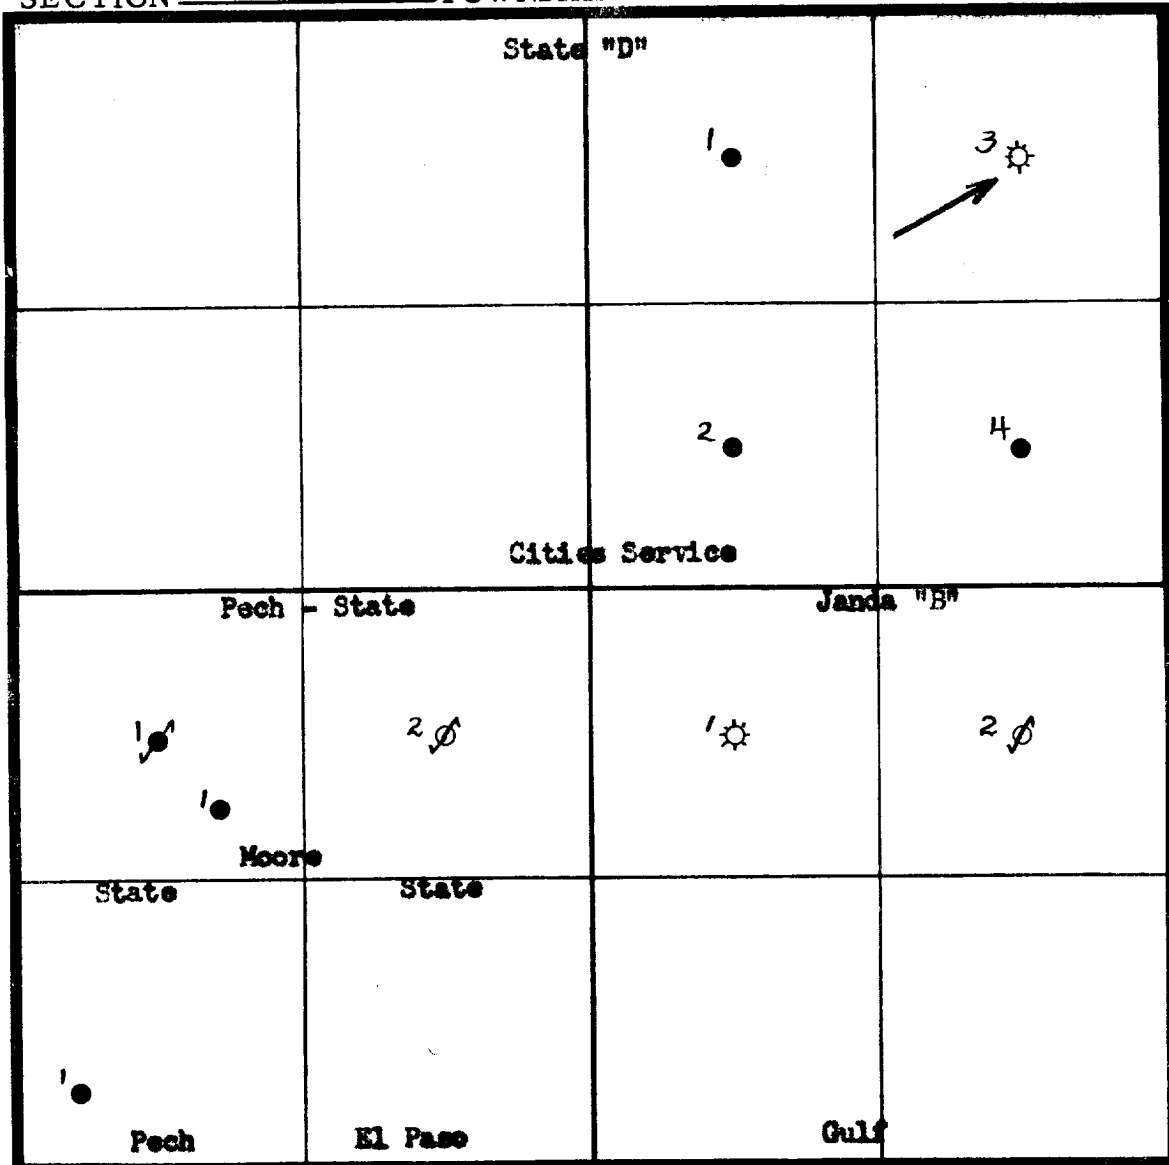 SECTION
State "D"
1
3
2
4
Cities Service
Pech - State
Janda "B"
1
2
1
2
1
Moore
State
State
1
Pech
El Paso
Gulf